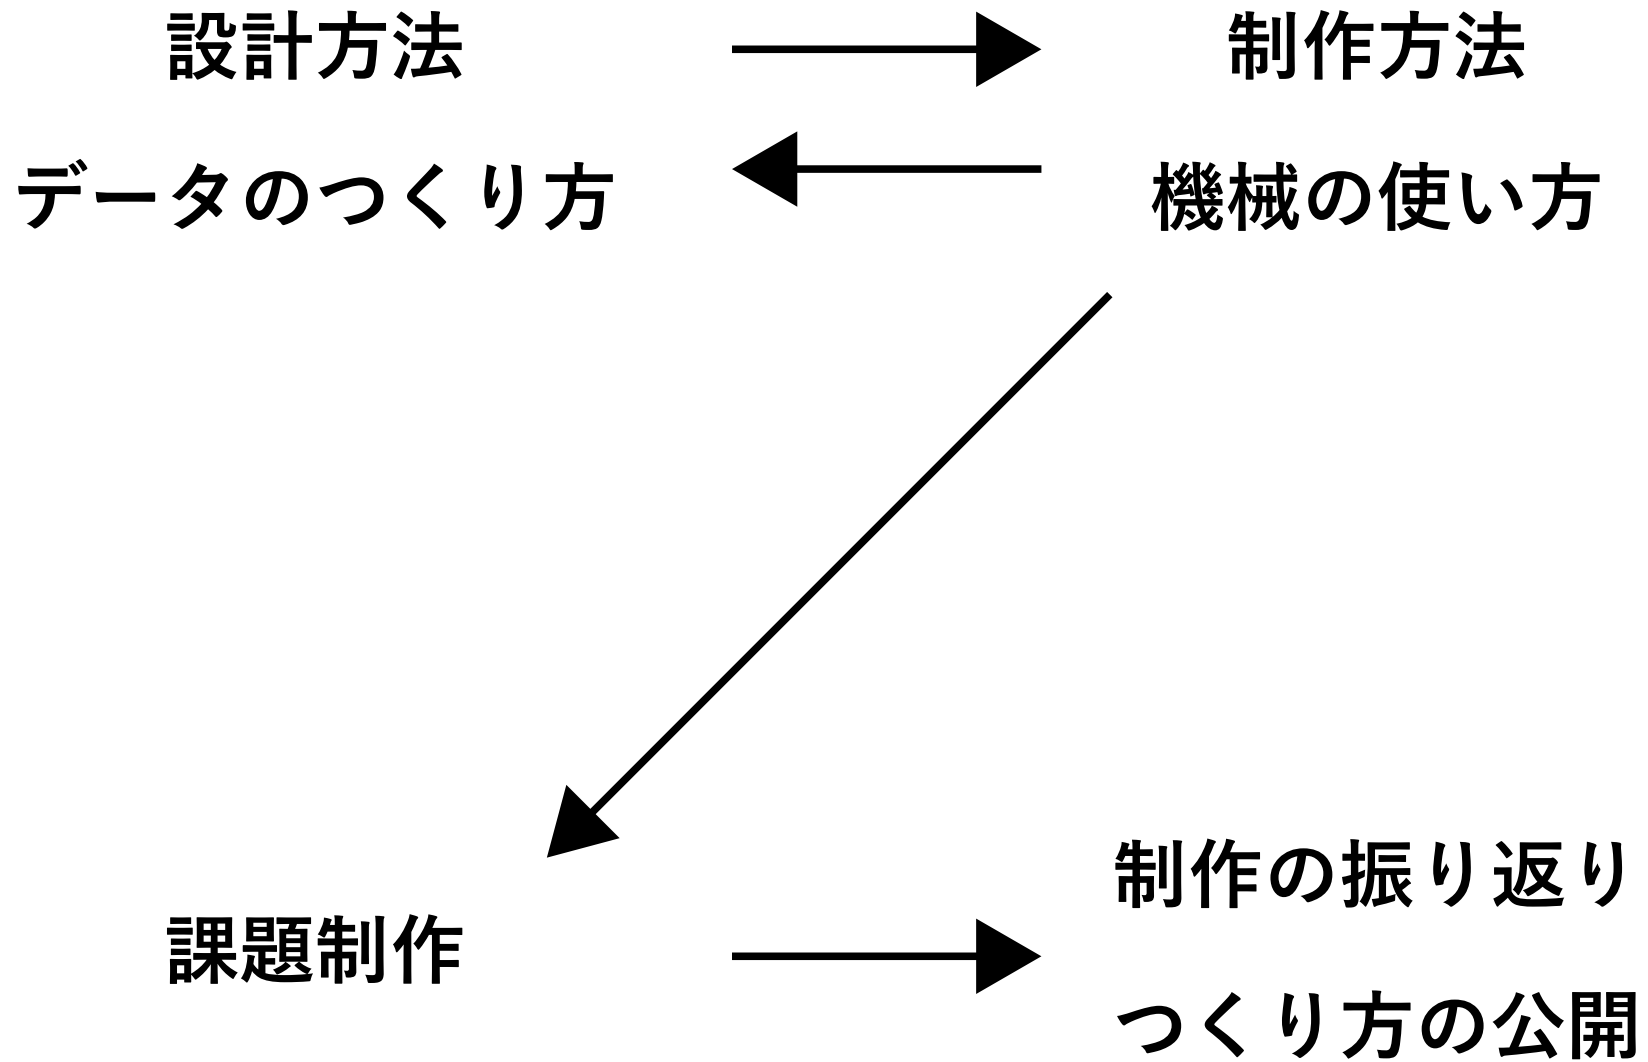 設計方法
データのつくり方
制作方法
機械の使い方
課題制作
制作の振り返り
つくり方の公開